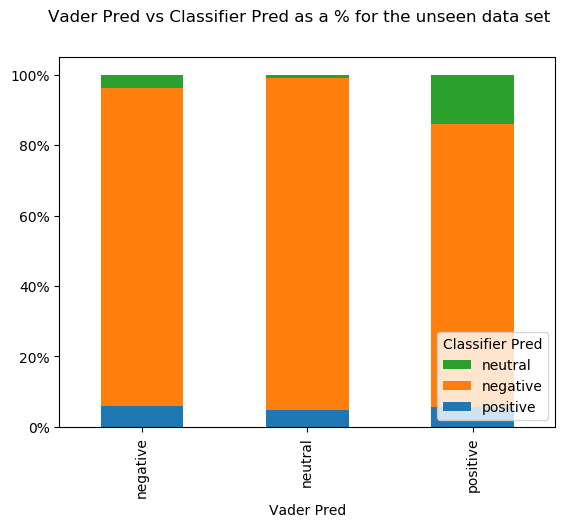 Vader Pred vs Classifier Pred as a % for the unseen data set
100%
80%
60%
40%
20%
0%
Classifier Pred
neutral
negative
positive
negative
neutral
positive
Vader Pred